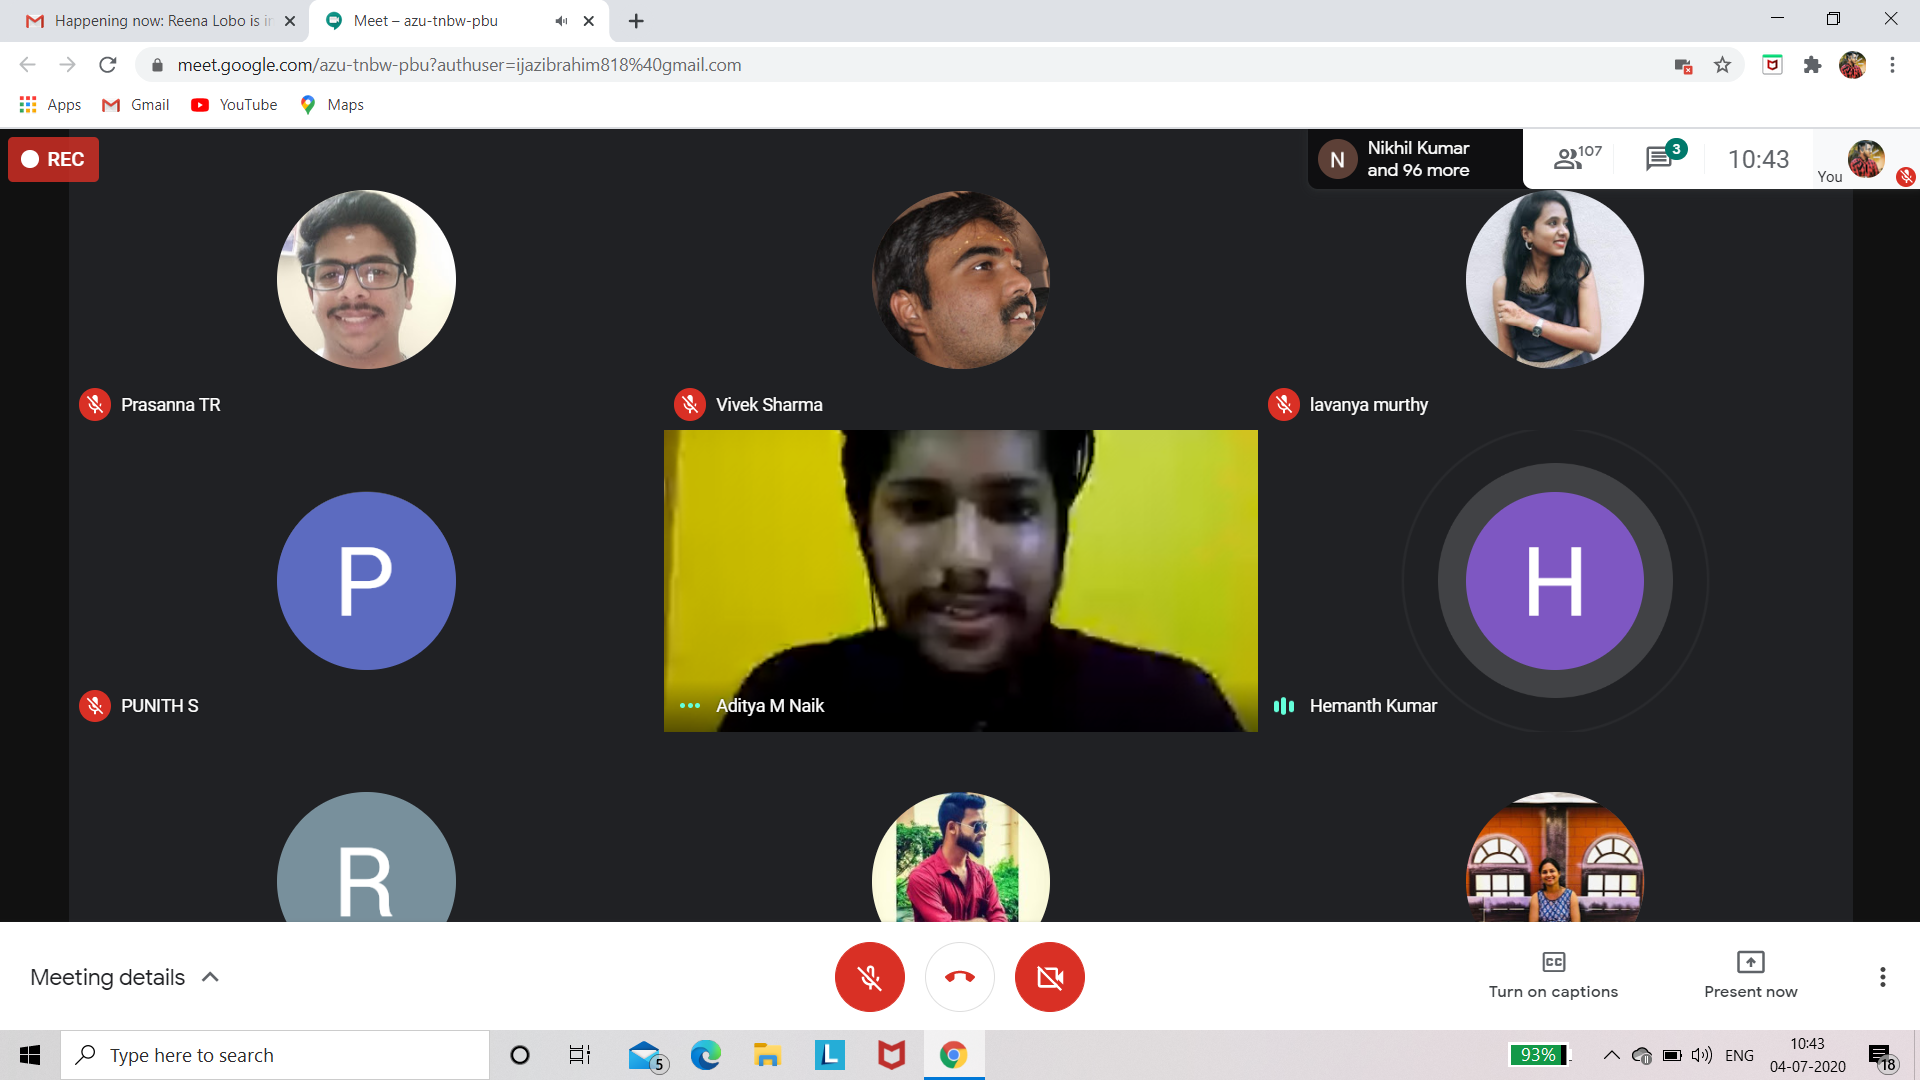 Happening now: Reena Lobo is in
Meet – azu-tnbw-pbu
meet.google.com/azu-tnbw-pbu?authuser=ijazibrahim818%40gmail.com
Apps
Gmail
YouTube
Maps
REC
N
Nikhil Kumar
and 96 more
107
3
10:43
You
Prasanna TR
Vivek Sharma
lavanya murthy
P
H
PUNITH S
Aditya M Naik
Hemanth Kumar
R
Meeting details
CC
Turn on captions
Present now
Type here to search
5
L
93%
ENG
10:43
04-07-2020
18